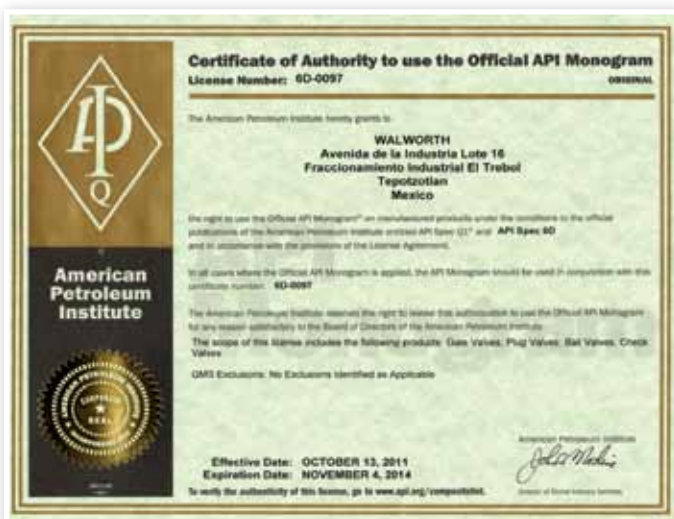 Certificate of Authority to use the Official API Monogram
License Number: 6D-0097
ORIGINAL
The American Petroleum Institute hereby grants to
WALWORTH
Avenida de la Industria Lote 16
Fraccionamiento Industrial El Trebol
Tepotzotlan
Mexico
the right to use the Official API Monogram® on manufactured products under the conditions in the official
publications of the American Petroleum Institute entitled API Spec Q1® and API Spec 6D
and in accordance with the provisions of the License Agreement.
In all cases where the Official API Monogram is applied, the API Monogram should be used in conjunction with this
certificate number: 6D-0097
The American Petroleum Institute reserves the right to revoke this authorization to use the Official API Monogram
for any reason satisfactory to the Board of Directors of the American Petroleum Institute.
The scope of this license includes the following products: Gate Valves; Plug Valves; Ball Valves; Check
Valves
QMS Exclusions: No Exclusions Identified as Applicable
American Petroleum Institute
Effective Date: OCTOBER 13, 2011
Expiration Date: NOVEMBER 4, 2014
To verify the authenticity of this license, go to www.api.org/compositelist.
API
Q
American
Petroleum
Institute
AMERICAN PETROLEUM INSTITUTE
CORPORATE
SEAL